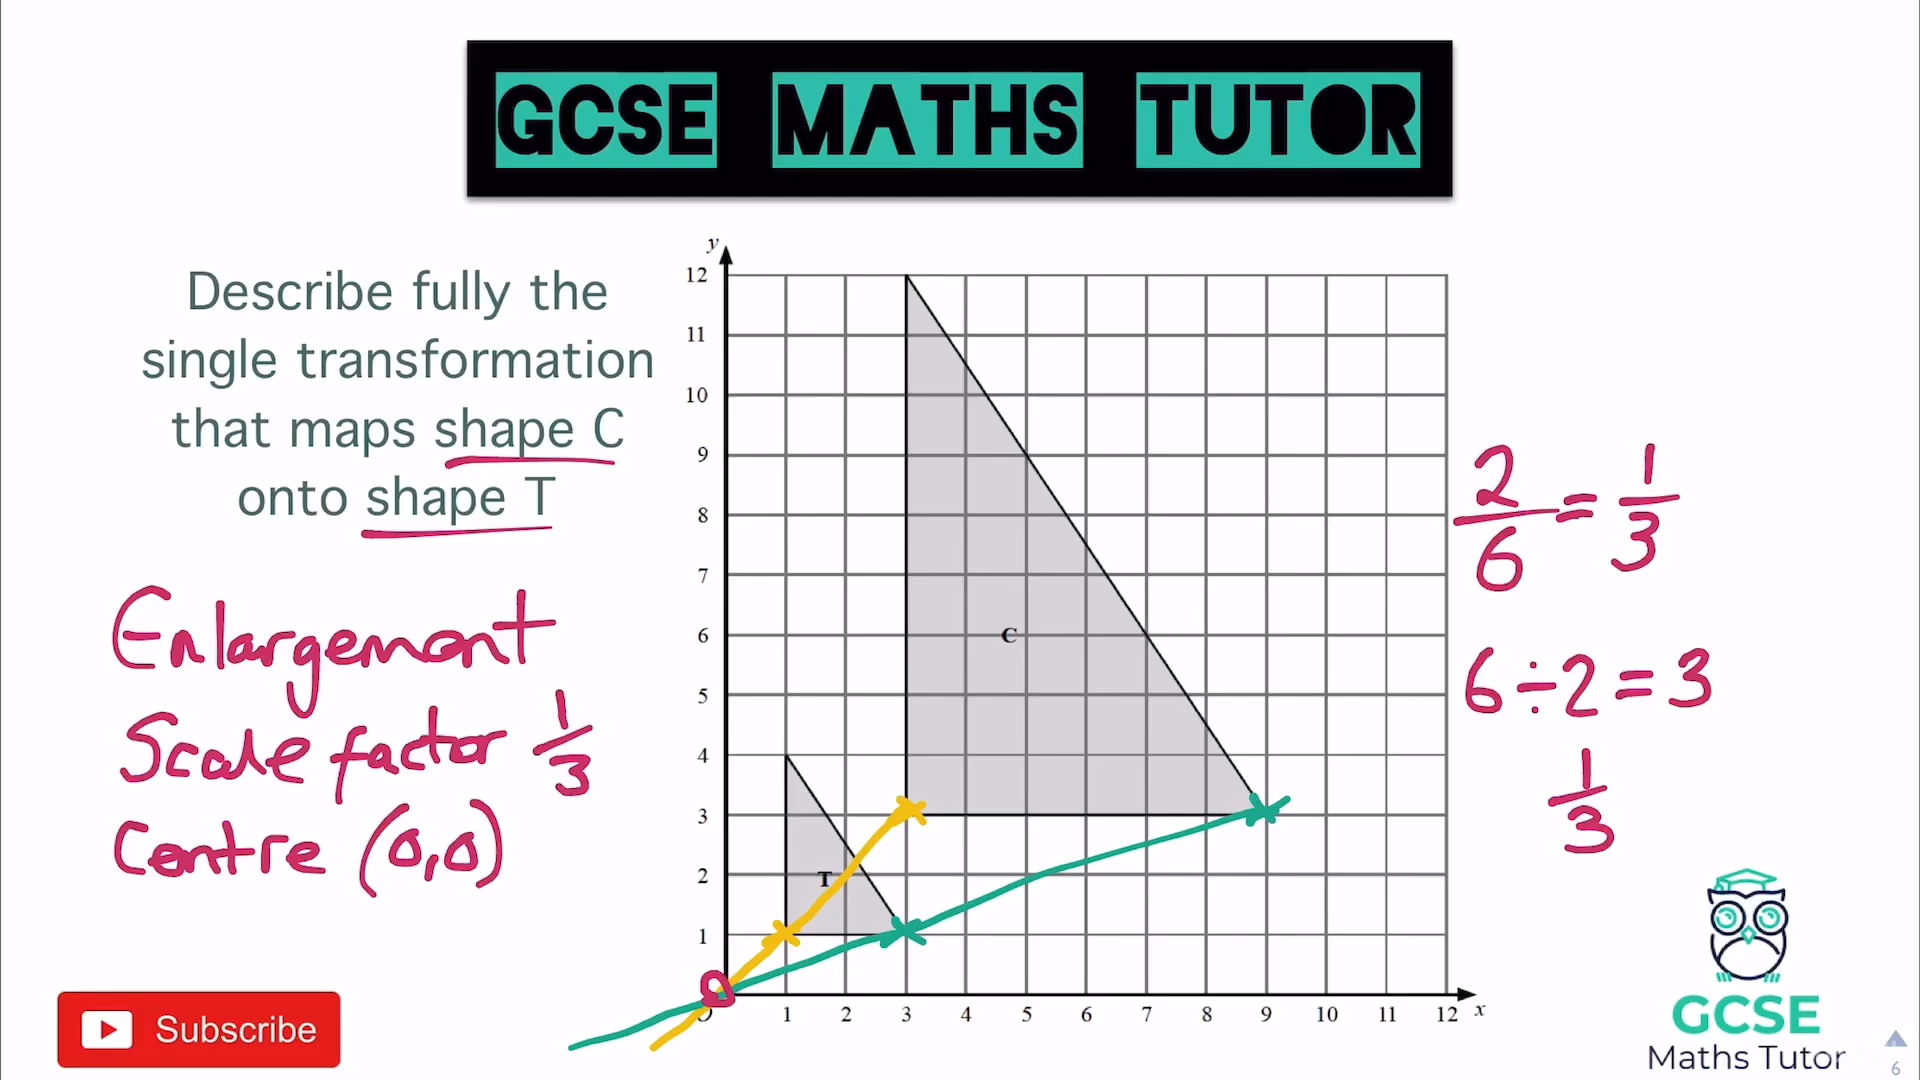 GCSE MATHS TUTOR
Describe fully the
single transformation
that maps shape C
onto shape T
Enlargement
Scale factor 1/3
Centre (0,0)
y
12
11
10
9
8
7
6
5
4
3
2
1
C
T
O
1 2 3 4 5 6 7 8 9 10 11 12 x
2/6 = 1/3
6÷2=3
1/3
Subscribe
GCSE
Maths Tutor
6